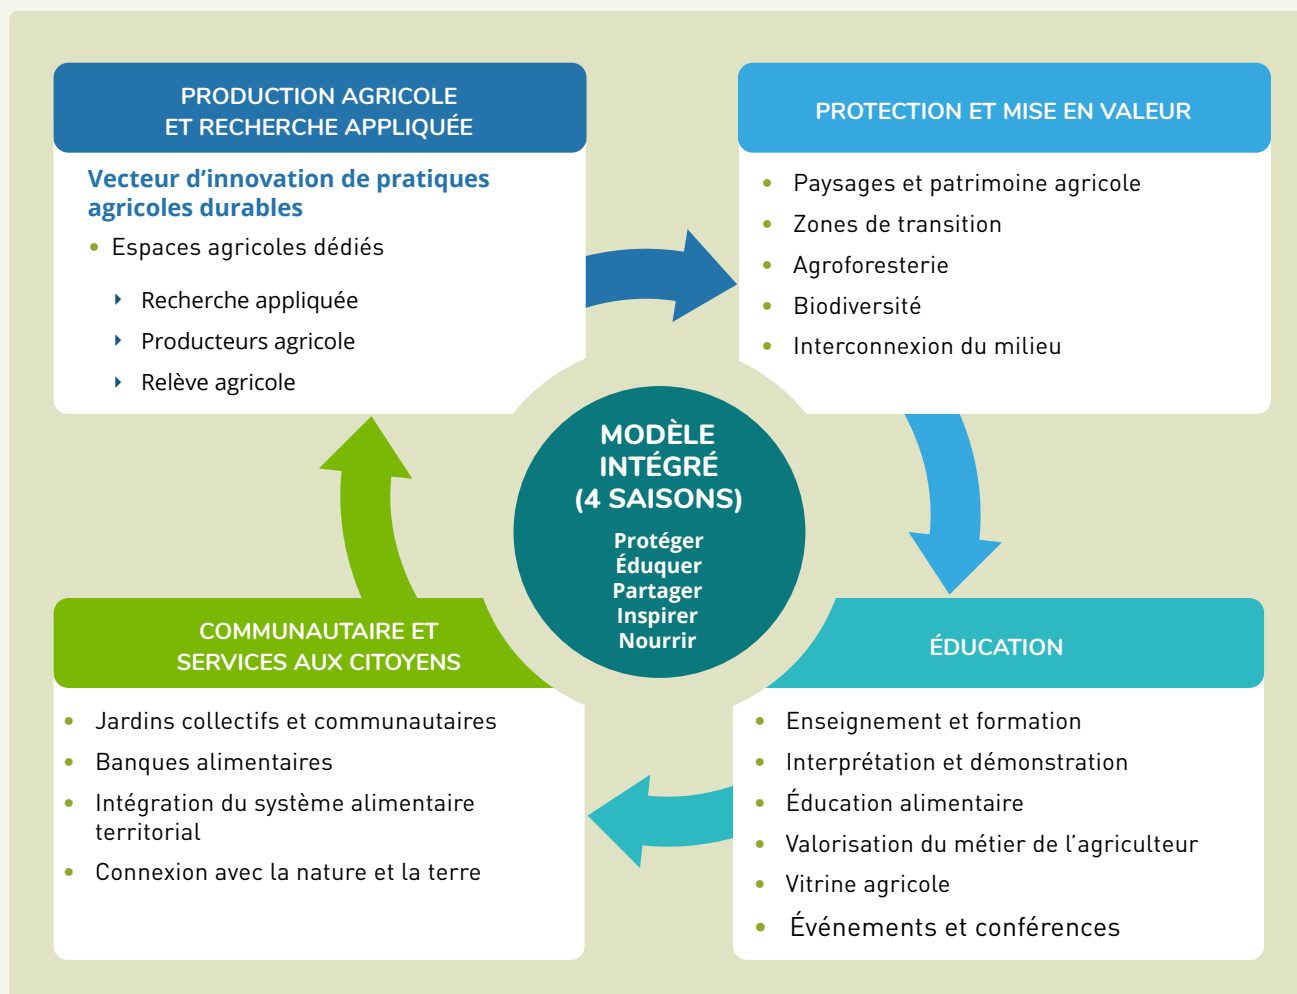 PRODUCTION AGRICOLE
ET RECHERCHE APPLIQUÉE
Vecteur d’innovation de pratiques
agricoles durables
• Espaces agricoles dédiés
Recherche appliquée
Producteurs agricole
Relève agricole
PROTECTION ET MISE EN VALEUR
• Paysages et patrimoine agricole
• Zones de transition
• Agroforesterie
• Biodiversité
• Interconnexion du milieu
MODÈLE
INTÉGRÉ
(4 SAISONS)
Protéger
Éduquer
Partager
Inspirer
Nourrir
COMMUNAUTAIRE ET
SERVICES AUX CITOYENS
• Jardins collectifs et communautaires
• Banques alimentaires
• Intégration du système alimentaire
territorial
• Connexion avec la nature et la terre
ÉDUCATION
• Enseignement et formation
• Interprétation et démonstration
• Éducation alimentaire
• Valorisation du métier de l’agriculteur
• Vitrine agricole
• Événements et conférences